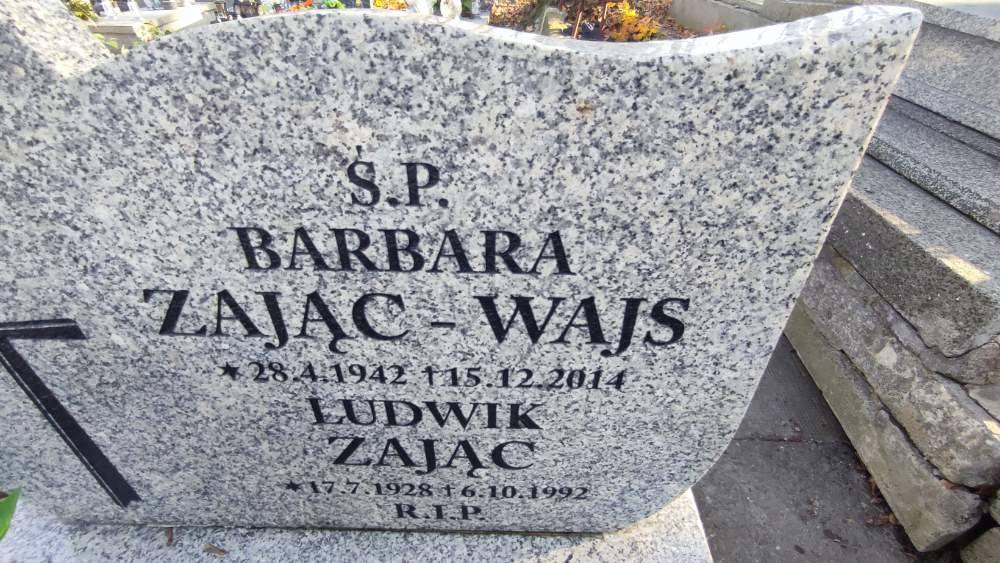 Ś.P.
BARBARA
ZAJĄC - WAJS
★28.4.1942 †15.12.2014
LUDWIK
ZAJĄC
★17.7.1928 †6.10.1992
R.I.P.